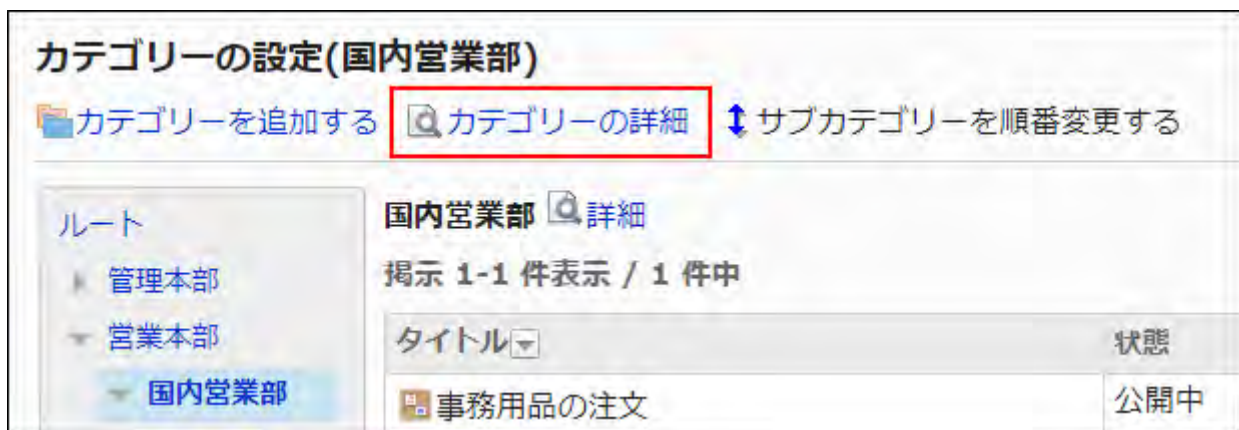 カテゴリーの設定(国内営業部)
カテゴリーを追加する カテゴリーの詳細 サブカテゴリーを順番変更する
ルート
管理本部
営業本部
国内営業部
国内営業部 詳細
掲示 1-1 件表示 / 1 件中
タイトル 状態
事務用品の注文 公開中